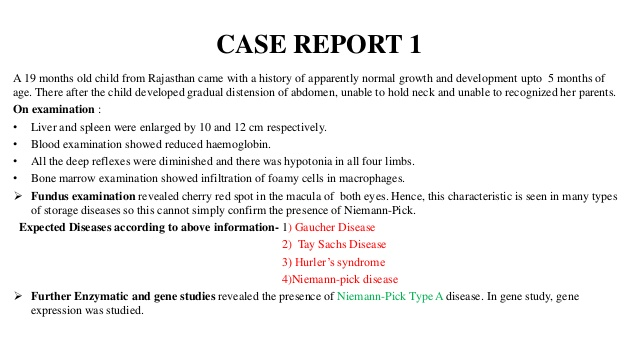 CASE REPORT 1
A 19 months old child from Rajasthan came with a history of apparently normal growth and development upto 5 months of
age. There after the child developed gradual distension of abdomen, unable to hold neck and unable to recognized her parents.
On examination :
• Liver and spleen were enlarged by 10 and 12 cm respectively.
• Blood examination showed reduced haemoglobin.
• All the deep reflexes were diminished and there was hypotonia in all four limbs.
• Bone marrow examination showed infiltration of foamy cells in macrophages.
➢ Fundus examination revealed cherry red spot in the macula of both eyes. Hence, this characteristic is seen in many types
of storage diseases so this cannot simply confirm the presence of Niemann-Pick.
Expected Diseases according to above information- 1) Gaucher Disease
2) Tay Sachs Disease
3) Hurler’s syndrome
4)Niemann-pick disease
➢ Further Enzymatic and gene studies revealed the presence of Niemann-Pick Type A disease. In gene study, gene
expression was studied.